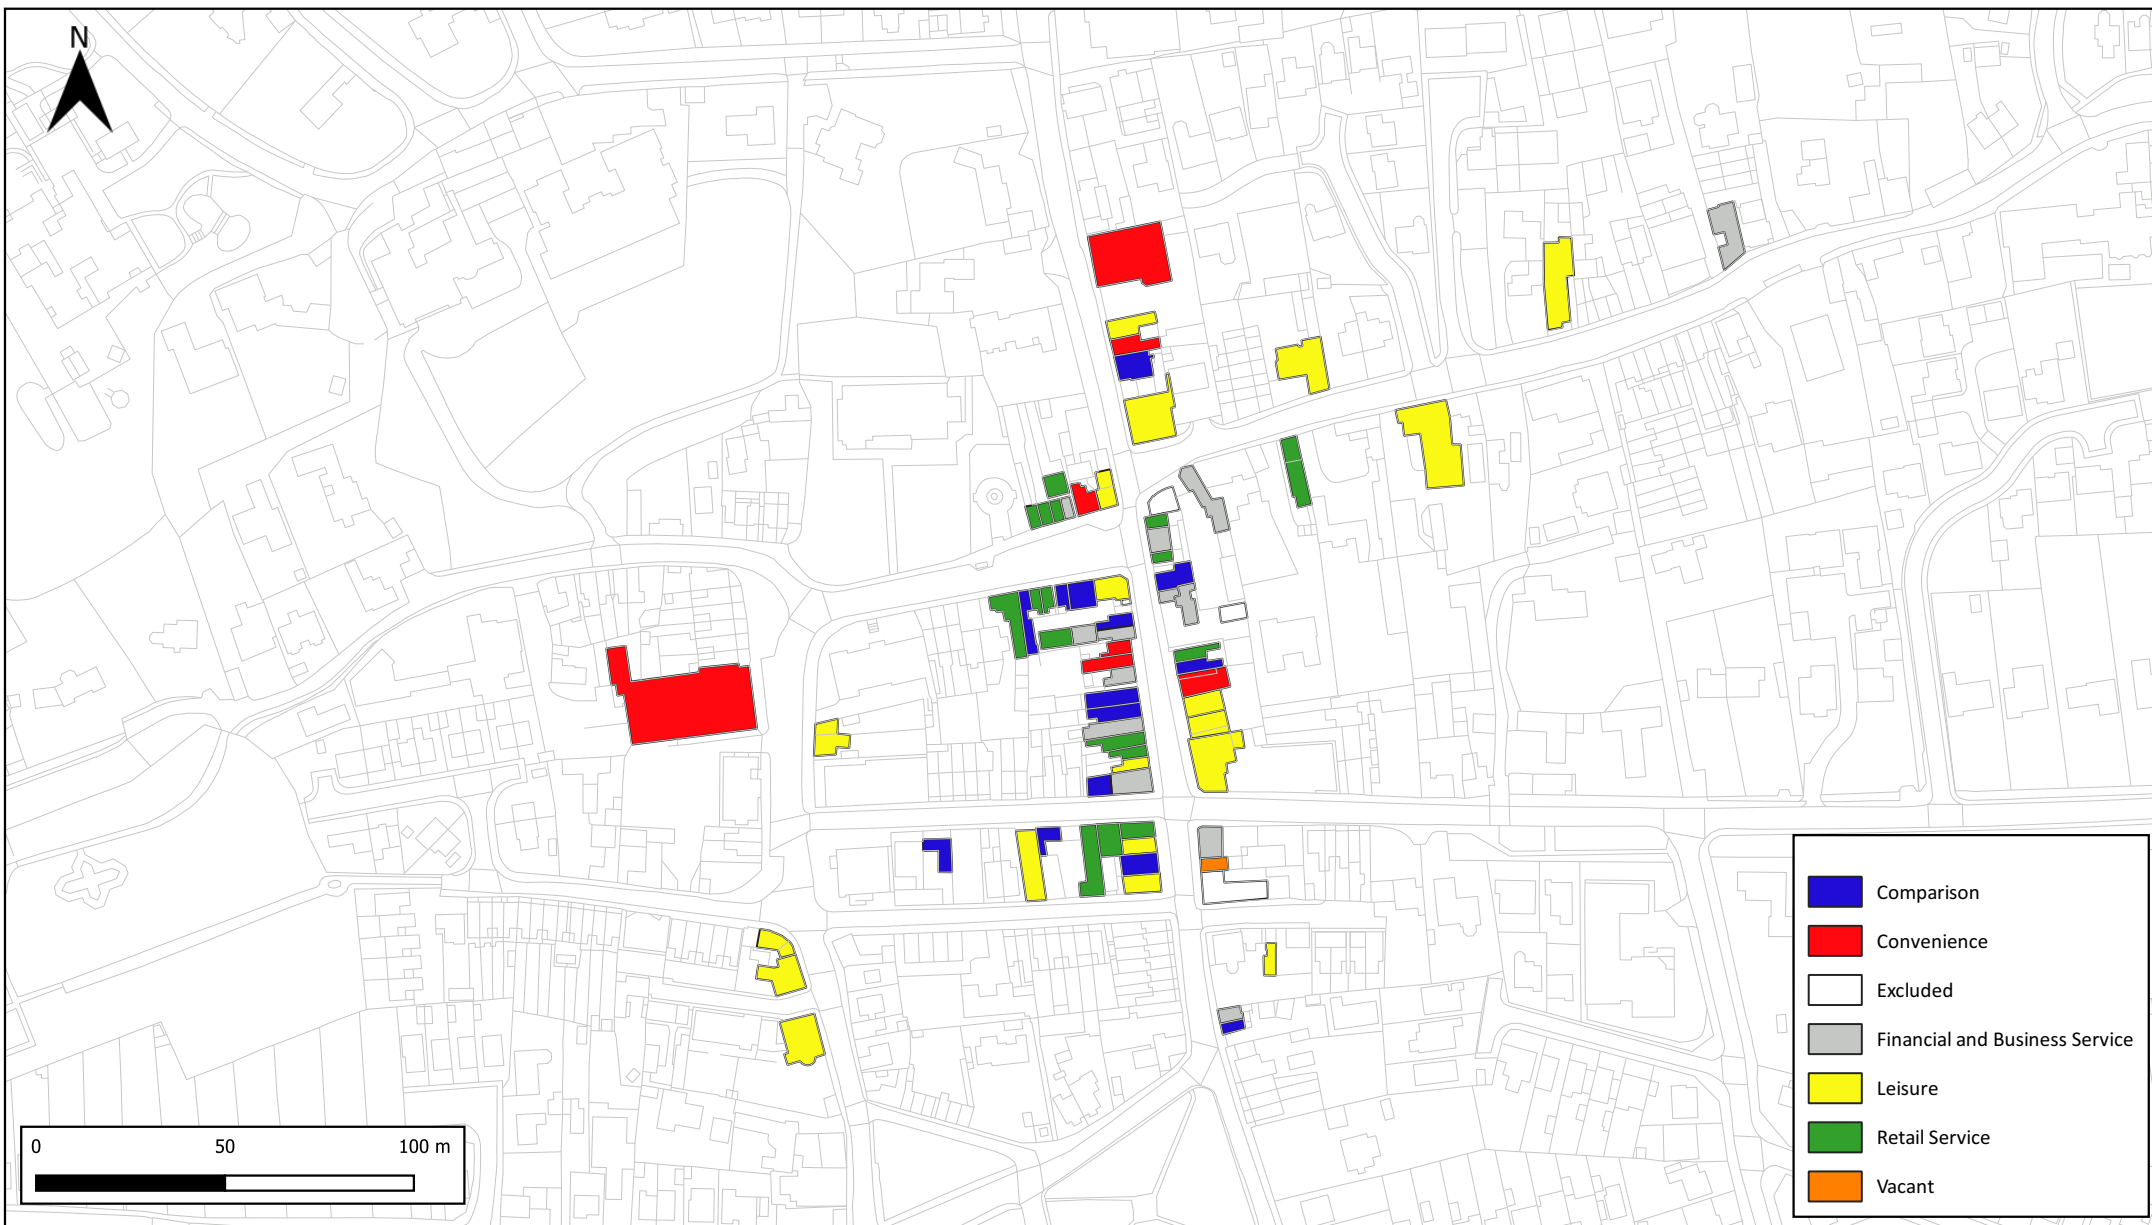 N
Comparison
Convenience
Excluded
Financial and Business Service
Leisure
Retail Service
Vacant
0 50 100 m